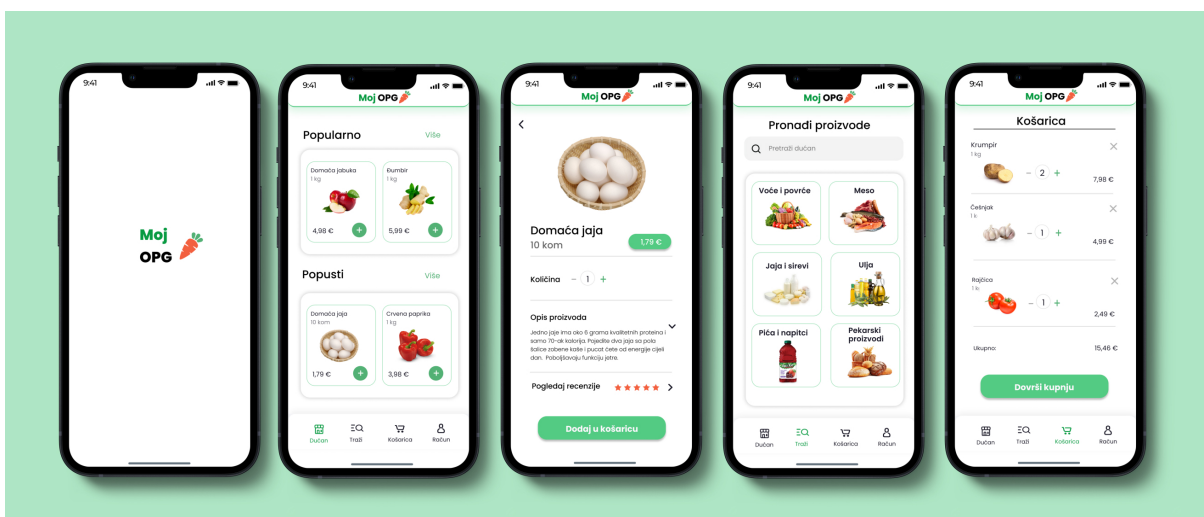 9:41
Moj
OPG
9:41
Moj OPG
Popularno
Više
Domaća jabuka
1 kg
4,98 €
Đumbir
1 kg
5,99 €
Popusti
Više
Domaća jaja
10 kom
1,79 €
Crvena paprika
1 kg
3,98 €
Dućan
Traži
Košarica
Račun
9:41
Moj OPG
Domaća jaja
10 kom
1,79 €
Količina
1
Opis proizvoda
Jedno jaje ima oko 6 grama kvalitetnih proteina i
samo 70-ak kalorija. Pojedite dva jaja sa pola
šalice zobene kaše i pucat ćete od energije cijeli
dan. Poboljšavaju funkciju jetre.
Pogledaj recenzije
Dodaj u košaricu
9:41
Moj OPG
Pronađi proizvode
Pretraži dućan
Voće i povrće
Meso
Jaja i sirevi
Ulja
Pića i napitci
Pekarski
proizvodi
Dućan
Traži
Košarica
Račun
9:41
Moj OPG
Košarica
Krumpir
1 kg
- 2 +
7,98 €
Češnjak
1 k
- 1 +
4,99 €
Rajčica
1 k
- 1 +
2,49 €
Ukupno:
15,46 €
Dovrši kupnju
Dućan
Traži
Košarica
Račun